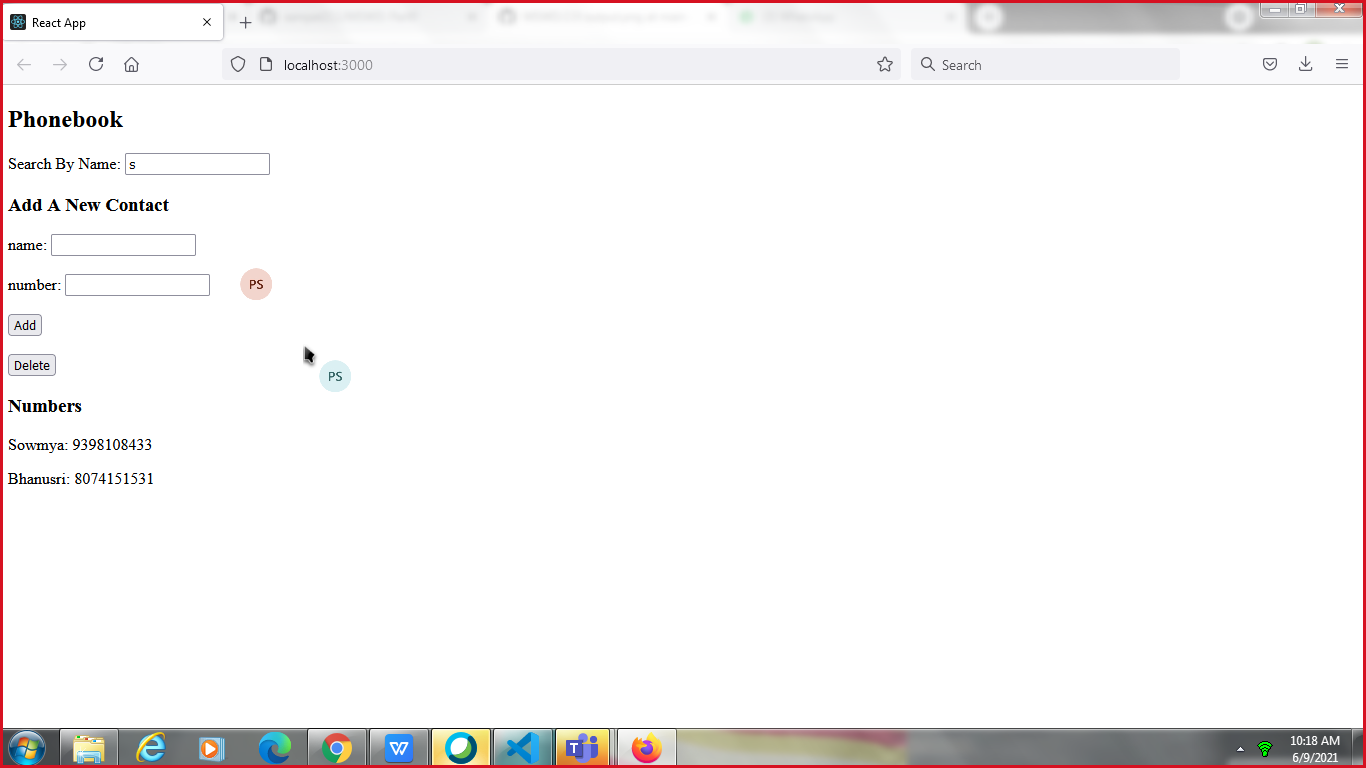 React App
localhost:3000
Search
Phonebook
Search By Name: s
Add A New Contact
name:
number:
PS
Add
Delete
PS
Numbers
Sowmya: 9398108433
Bhanusri: 8074151531
10:18 AM
6/9/2021